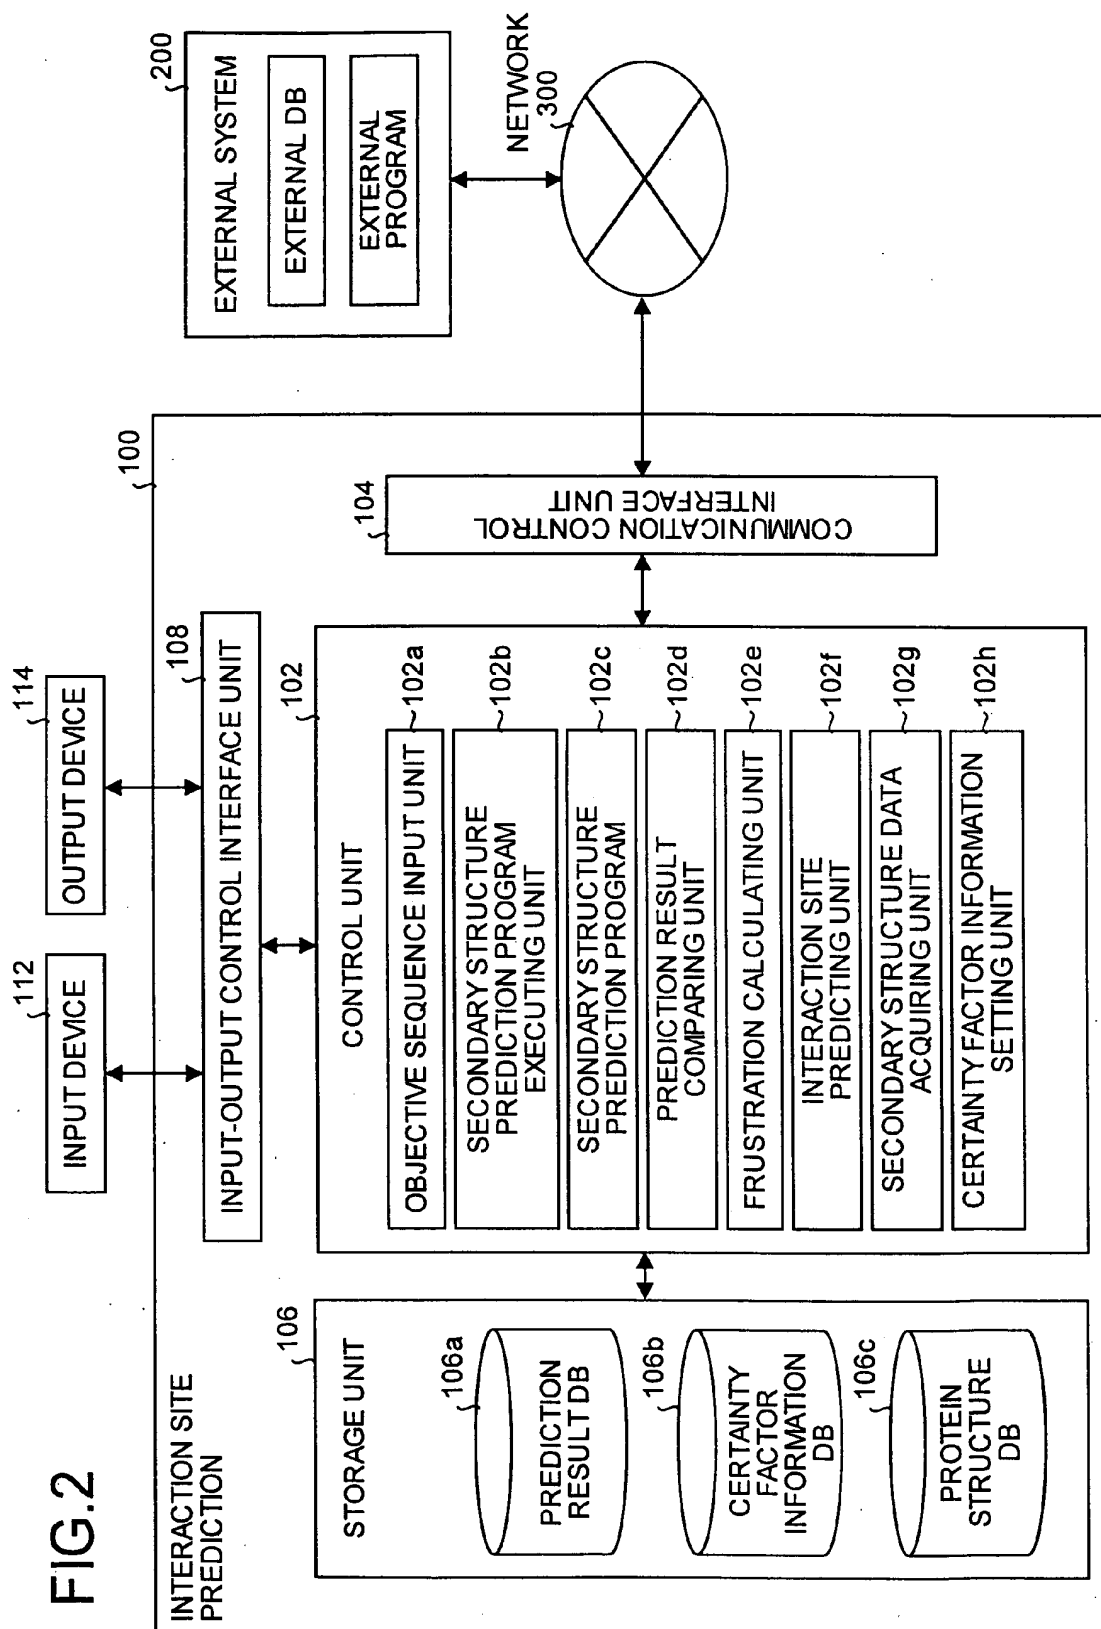 FIG.2
INTERACTION SITE
PREDICTION
112
INPUT DEVICE
114
OUTPUT DEVICE
100
108
INPUT-OUTPUT CONTROL INTERFACE UNIT
106
STORAGE UNIT
106a
PREDICTION
RESULT DB
106b
CERTAINTY
FACTOR
INFORMATION
DB
106c
PROTEIN
STRUCTURE
DB
102
CONTROL UNIT
OBJECTIVE SEQUENCE INPUT UNIT
102a
SECONDARY STRUCTURE
PREDICTION PROGRAM
EXECUTING UNIT
102b
SECONDARY STRUCTURE
PREDICTION PROGRAM
102c
PREDICTION RESULT
COMPARING UNIT
102d
FRUSTRATION CALCULATING UNIT
102e
INTERACTION SITE
PREDICTING UNIT
102f
SECONDARY STRUCTURE DATA
ACQUIRING UNIT
102g
CERTAINTY FACTOR INFORMATION
SETTING UNIT
102h
104
COMMUNICATION CONTROL
INTERFACE UNIT
200
EXTERNAL SYSTEM
EXTERNAL DB
EXTERNAL
PROGRAM
NETWORK
300